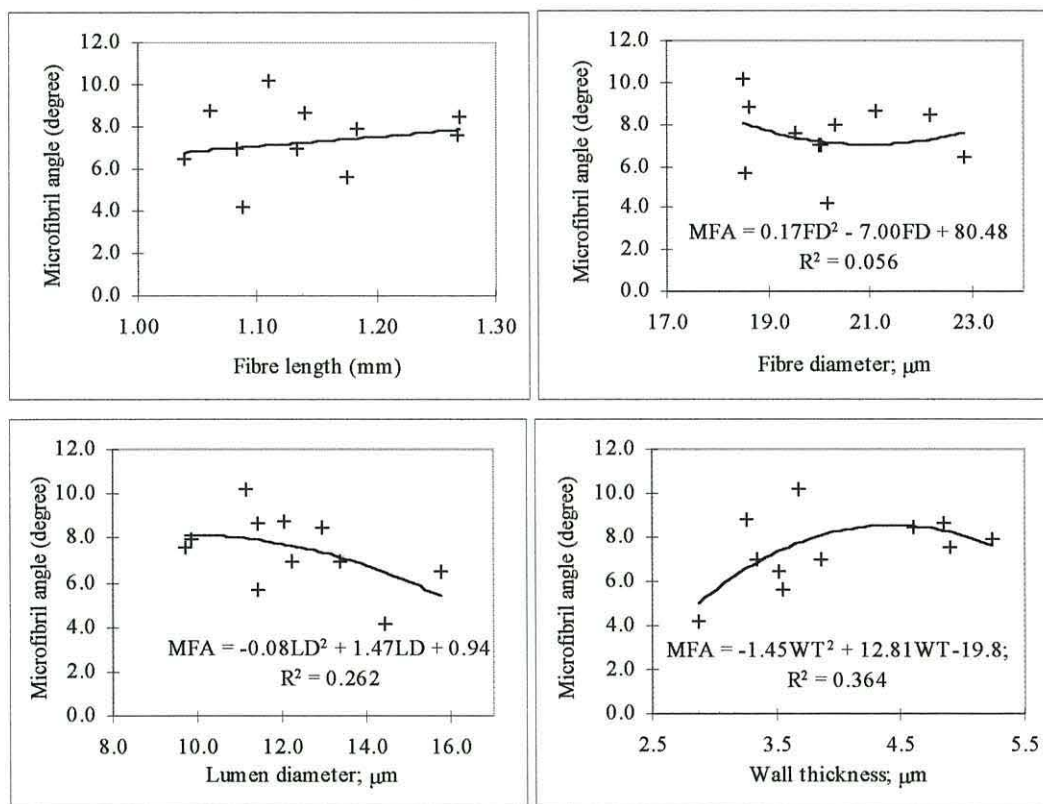 12.0
10.0
8.0
6.0
4.0
2.0
0.0
Microfibril angle (degree)
1.00 1.10 1.20 1.30
Fibre length (mm)
12.0
10.0
8.0
6.0
4.0
2.0
0.0
Microfibril angle (degree)
MFA = 0.17FD² - 7.00FD + 80.48
R² = 0.056
17.0 19.0 21.0 23.0
Fibre diameter; µm
12.0
10.0
8.0
6.0
4.0
2.0
0.0
Microfibril angle (degree)
MFA = -0.08LD² + 1.47LD + 0.94
R² = 0.262
8.0 10.0 12.0 14.0 16.0
Lumen diameter; µm
12.0
10.0
8.0
6.0
4.0
2.0
0.0
Microfibril angle (degree)
MFA = -1.45WT² + 12.81WT-19.8;
R² = 0.364
2.5 3.5 4.5 5.5
Wall thickness; µm